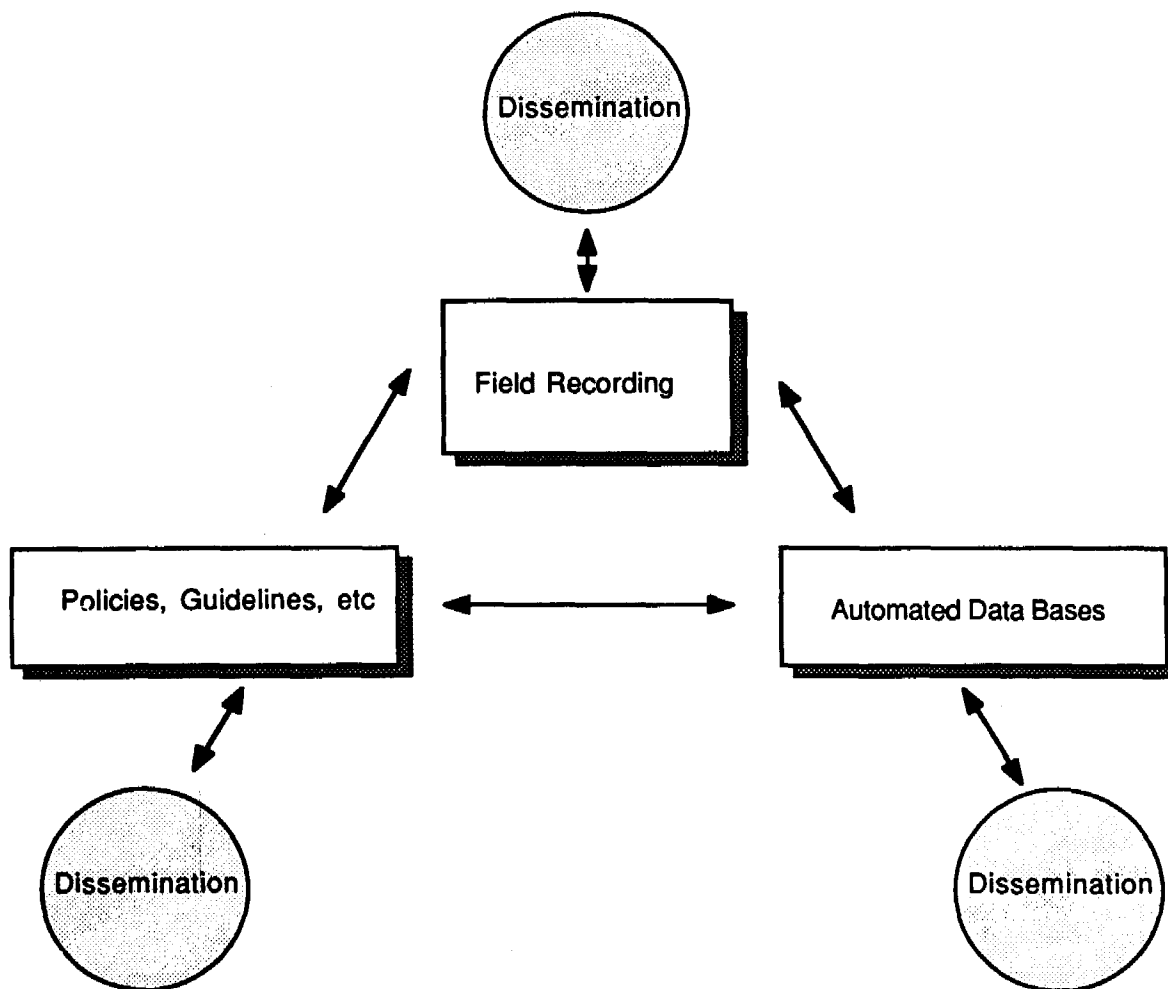 Dissemination
Field Recording
Policies, Guidelines, etc
Automated Data Bases
Dissemination
Dissemination